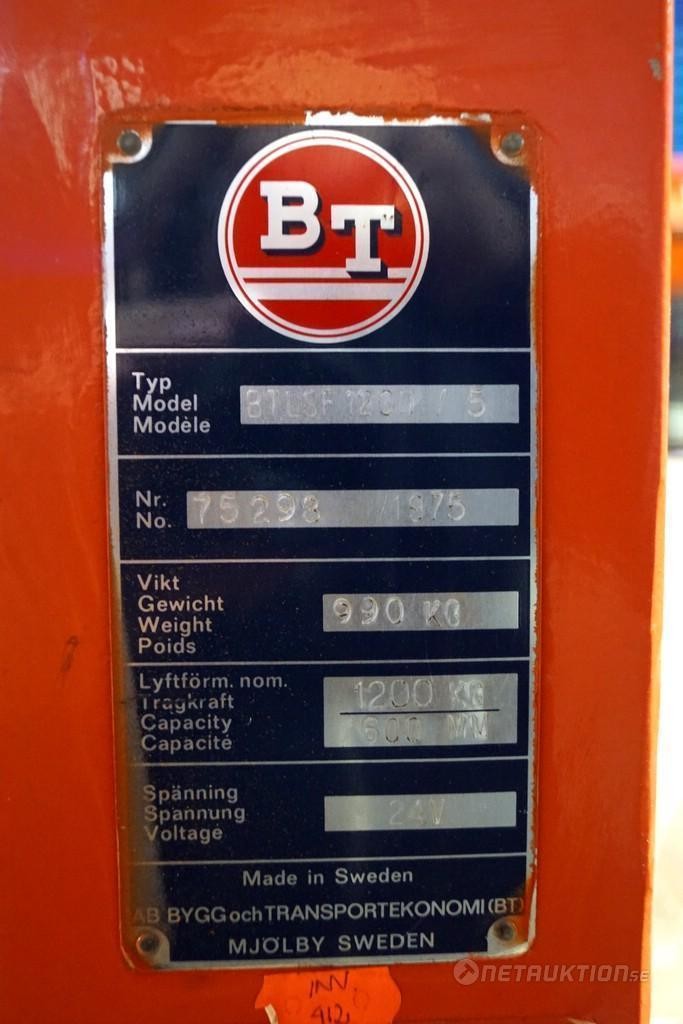 BT
Typ
Model
Modèle
BTLSF 1200 / 5
Nr.
No.
75298 /1975
Vikt
Gewicht
Weight
Poids
990 KG
Lyftförm. nom.
Tragkraft
Capacity
Capacité
1200 KG
600 MM
Spänning
Spannung
Voltage
24V
Made in Sweden
AB BYGG och TRANSPORTEKONOMI (BT)
MJÖLBY SWEDEN
INV
412
NETAUKTION.SE